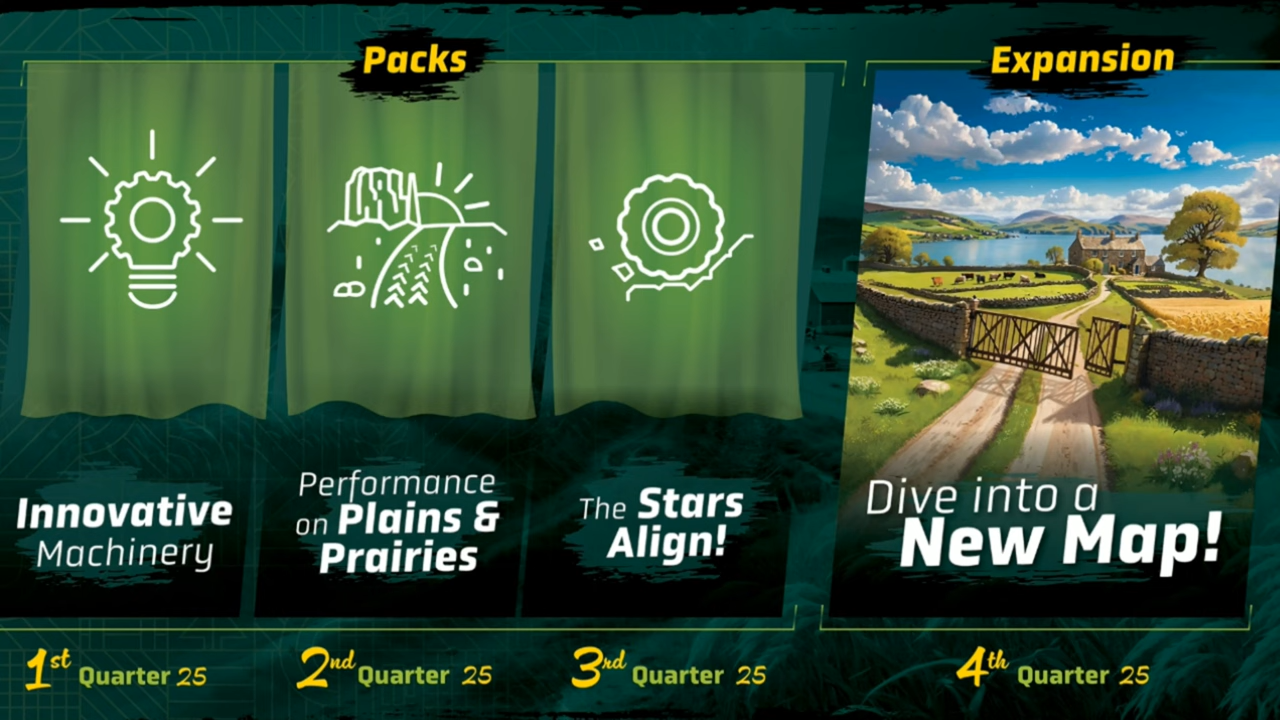 Packs
Expansion
Innovative
Machinery
Performance
on Plains &
Prairies
The Stars
Align!
Dive into a
New Map!
1st Quarter 25
2nd Quarter 25
3rd Quarter 25
4th Quarter 25